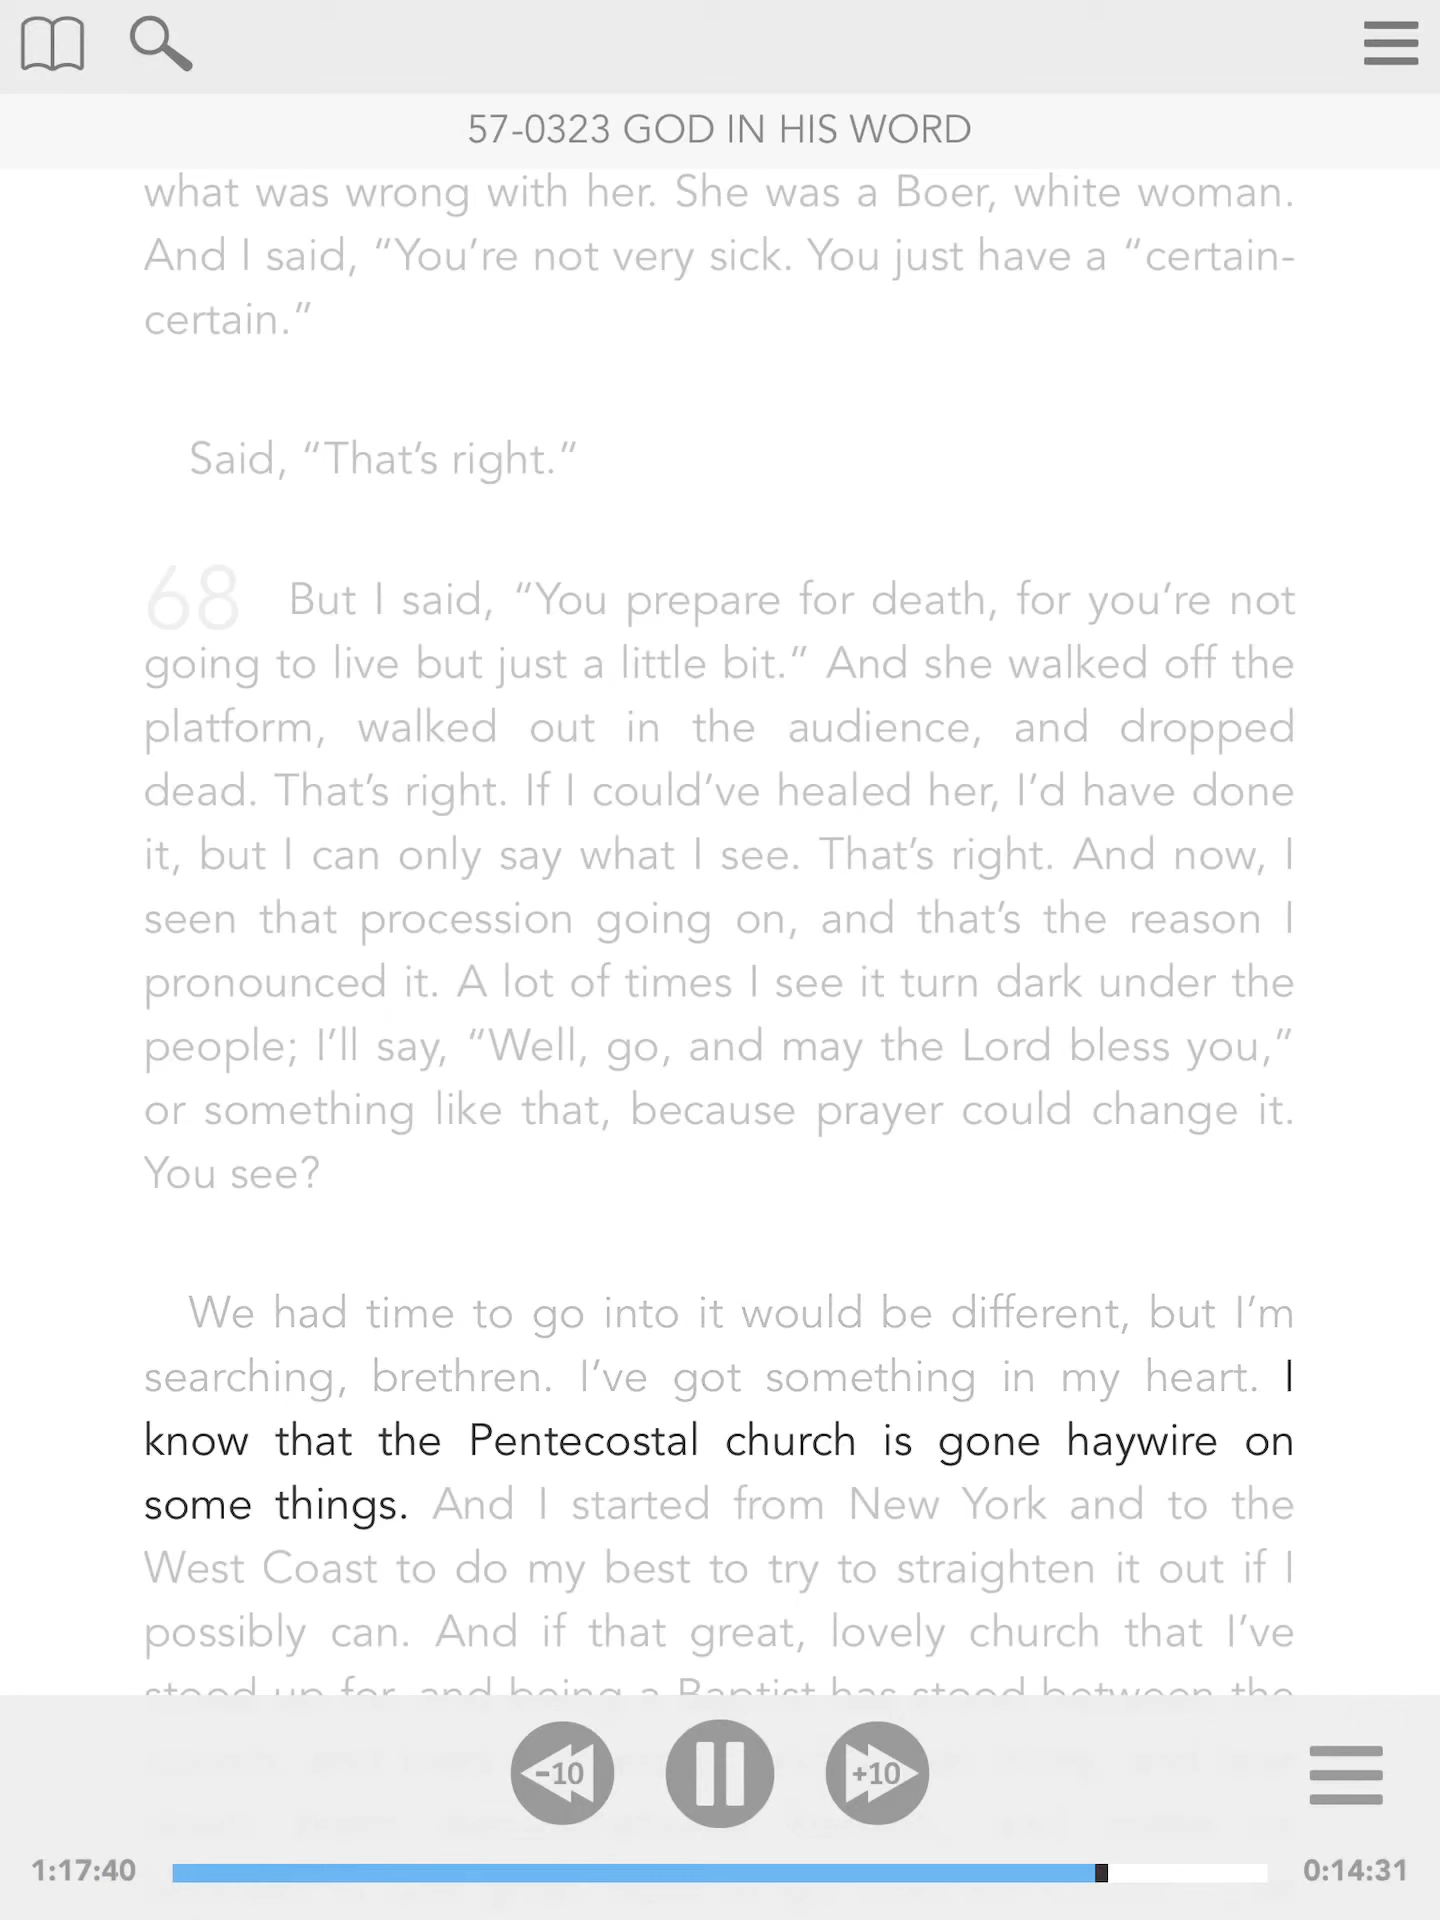 57-0323 GOD IN HIS WORD
what was wrong with her. She was a Boer, white woman.
And I said, “You’re not very sick. You just have a “certain-
certain.”
Said, “That’s right.”
68 But I said, “You prepare for death, for you’re not
going to live but just a little bit.” And she walked off the
platform, walked out in the audience, and dropped
dead. That’s right. If I could’ve healed her, I’d have done
it, but I can only say what I see. That’s right. And now, I
seen that procession going on, and that’s the reason I
pronounced it. A lot of times I see it turn dark under the
people; I’ll say, “Well, go, and may the Lord bless you,”
or something like that, because prayer could change it.
You see?
We had time to go into it would be different, but I’m
searching, brethren. I’ve got something in my heart. I
know that the Pentecostal church is gone haywire on
some things. And I started from New York and to the
West Coast to do my best to try to straighten it out if I
possibly can. And if that great, lovely church that I’ve
stood up for, and being a Baptist has stood between the
-10 +10
1:17:40 0:14:31